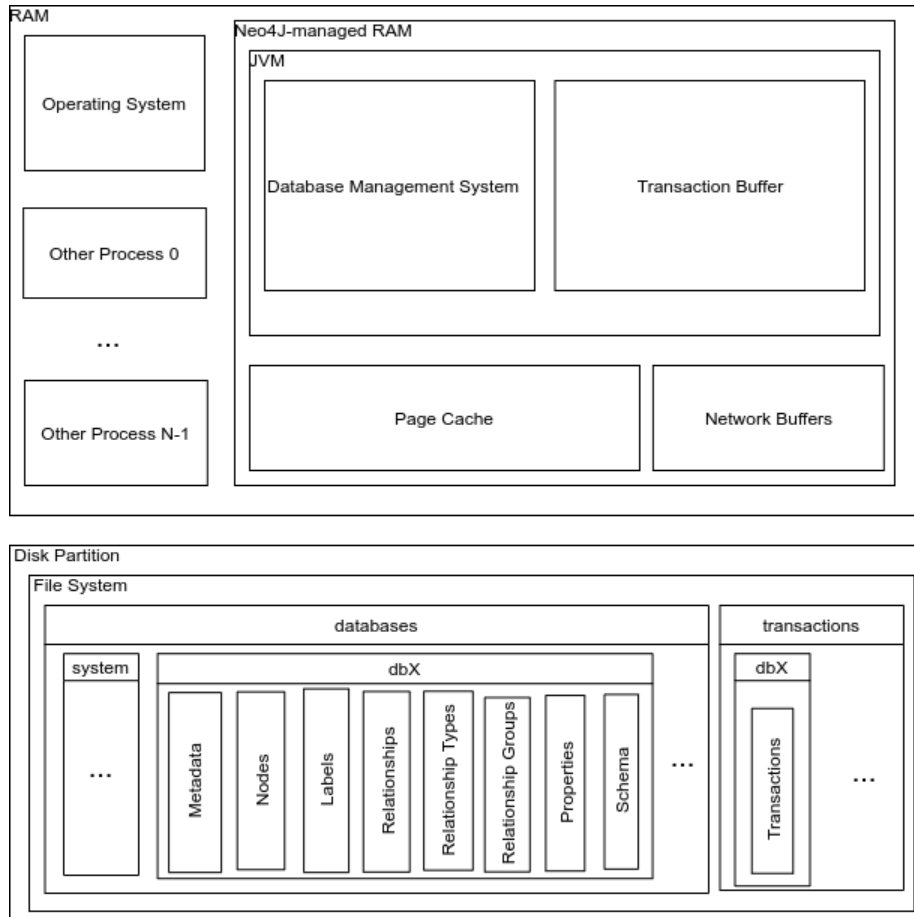 RAM
Neo4J-managed RAM
JVM
Operating System
Database Management System
Transaction Buffer
Other Process 0
...
Other Process N-1
Page Cache
Network Buffers
Disk Partition
File System
databases
transactions
system
dbX
dbX
...
Metadata
Nodes
Labels
Relationships
Relationship Types
Relationship Groups
Properties
Schema
...
Transactions
...